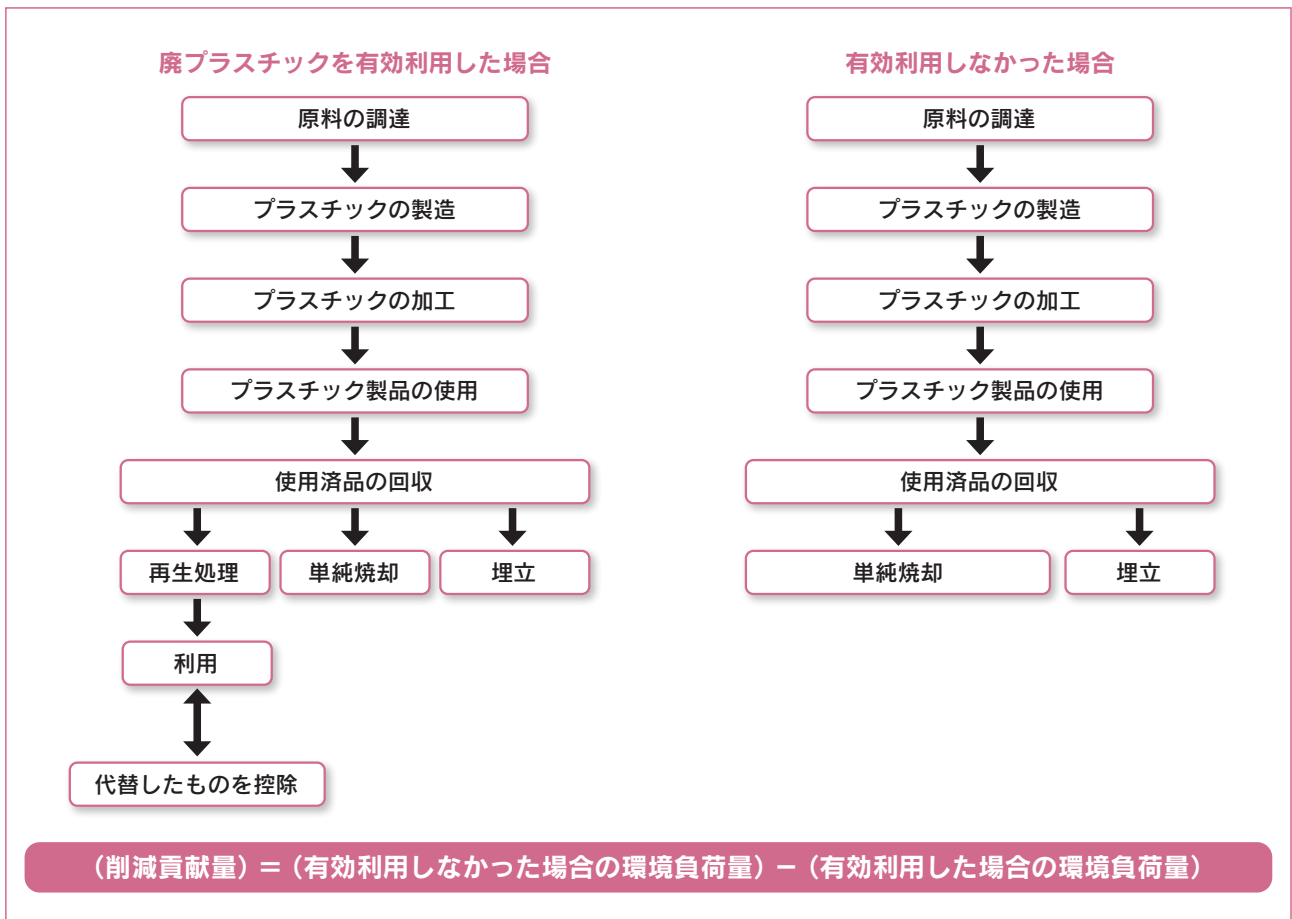 廃プラスチックを有効利用した場合
原料の調達
プラスチックの製造
プラスチックの加工
プラスチック製品の使用
使用済品の回収
再生処理
単純焼却
埋立
利用
代替したものを控除
有効利用しなかった場合
原料の調達
プラスチックの製造
プラスチックの加工
プラスチック製品の使用
使用済品の回収
単純焼却
埋立
（削減貢献量）＝（有効利用しなかった場合の環境負荷量）－（有効利用した場合の環境負荷量）